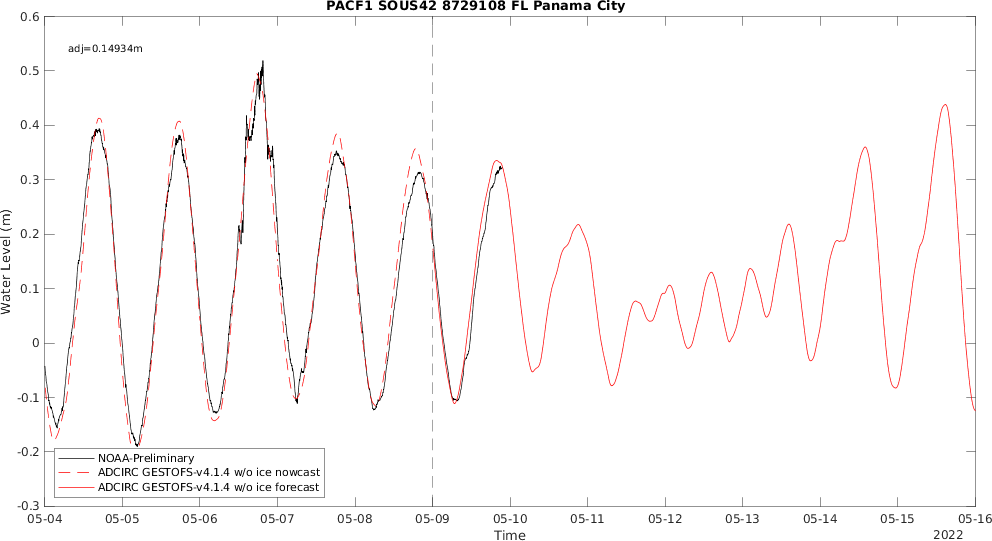 PACF1 SOUS42 8729108 FL Panama City
adj=0.14934m
Water Level (m)
0.6
0.5
0.4
0.3
0.2
0.1
0
-0.1
-0.2
-0.3
NOAA-Preliminary
ADCIRC GESTOFS-v4.1.4 w/o ice nowcast
ADCIRC GESTOFS-v4.1.4 w/o ice forecast
05-04 05-05 05-06 05-07 05-08 05-09 05-10 05-11 05-12 05-13 05-14 05-15 05-16
Time
2022